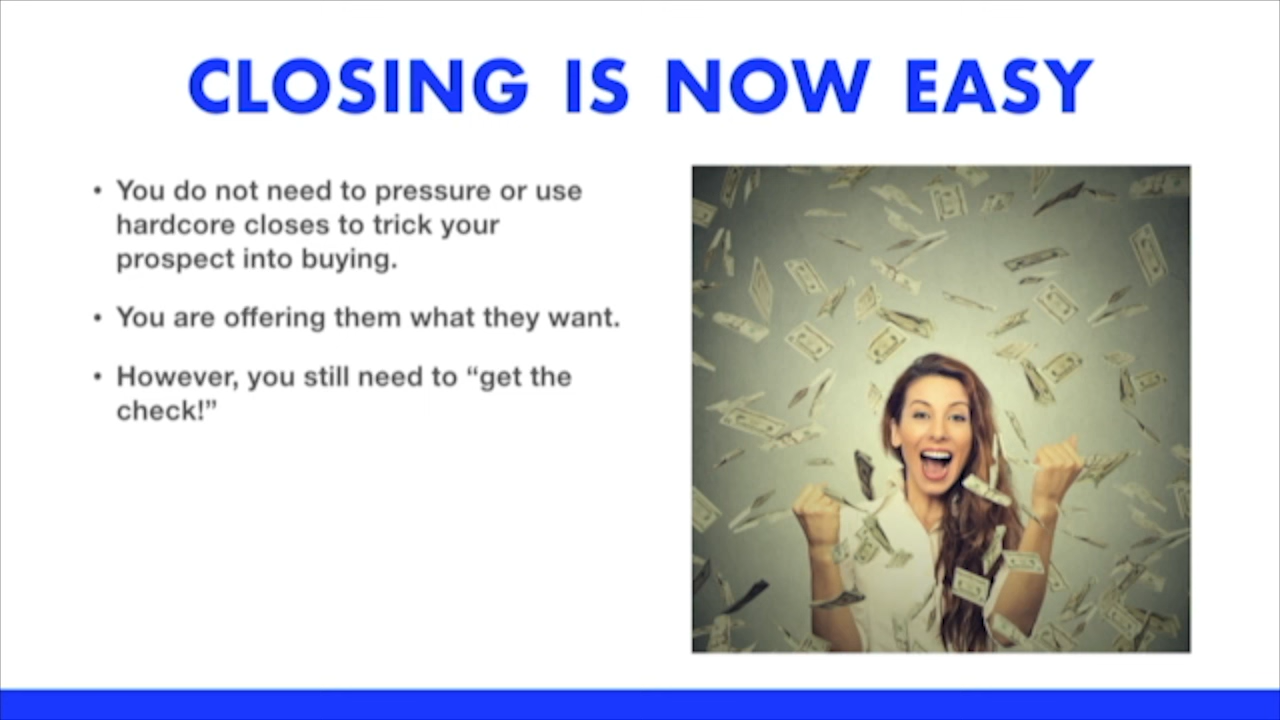 CLOSING IS NOW EASY
• You do not need to pressure or use
hardcore closes to trick your
prospect into buying.
• You are offering them what they want.
• However, you still need to “get the
check!”